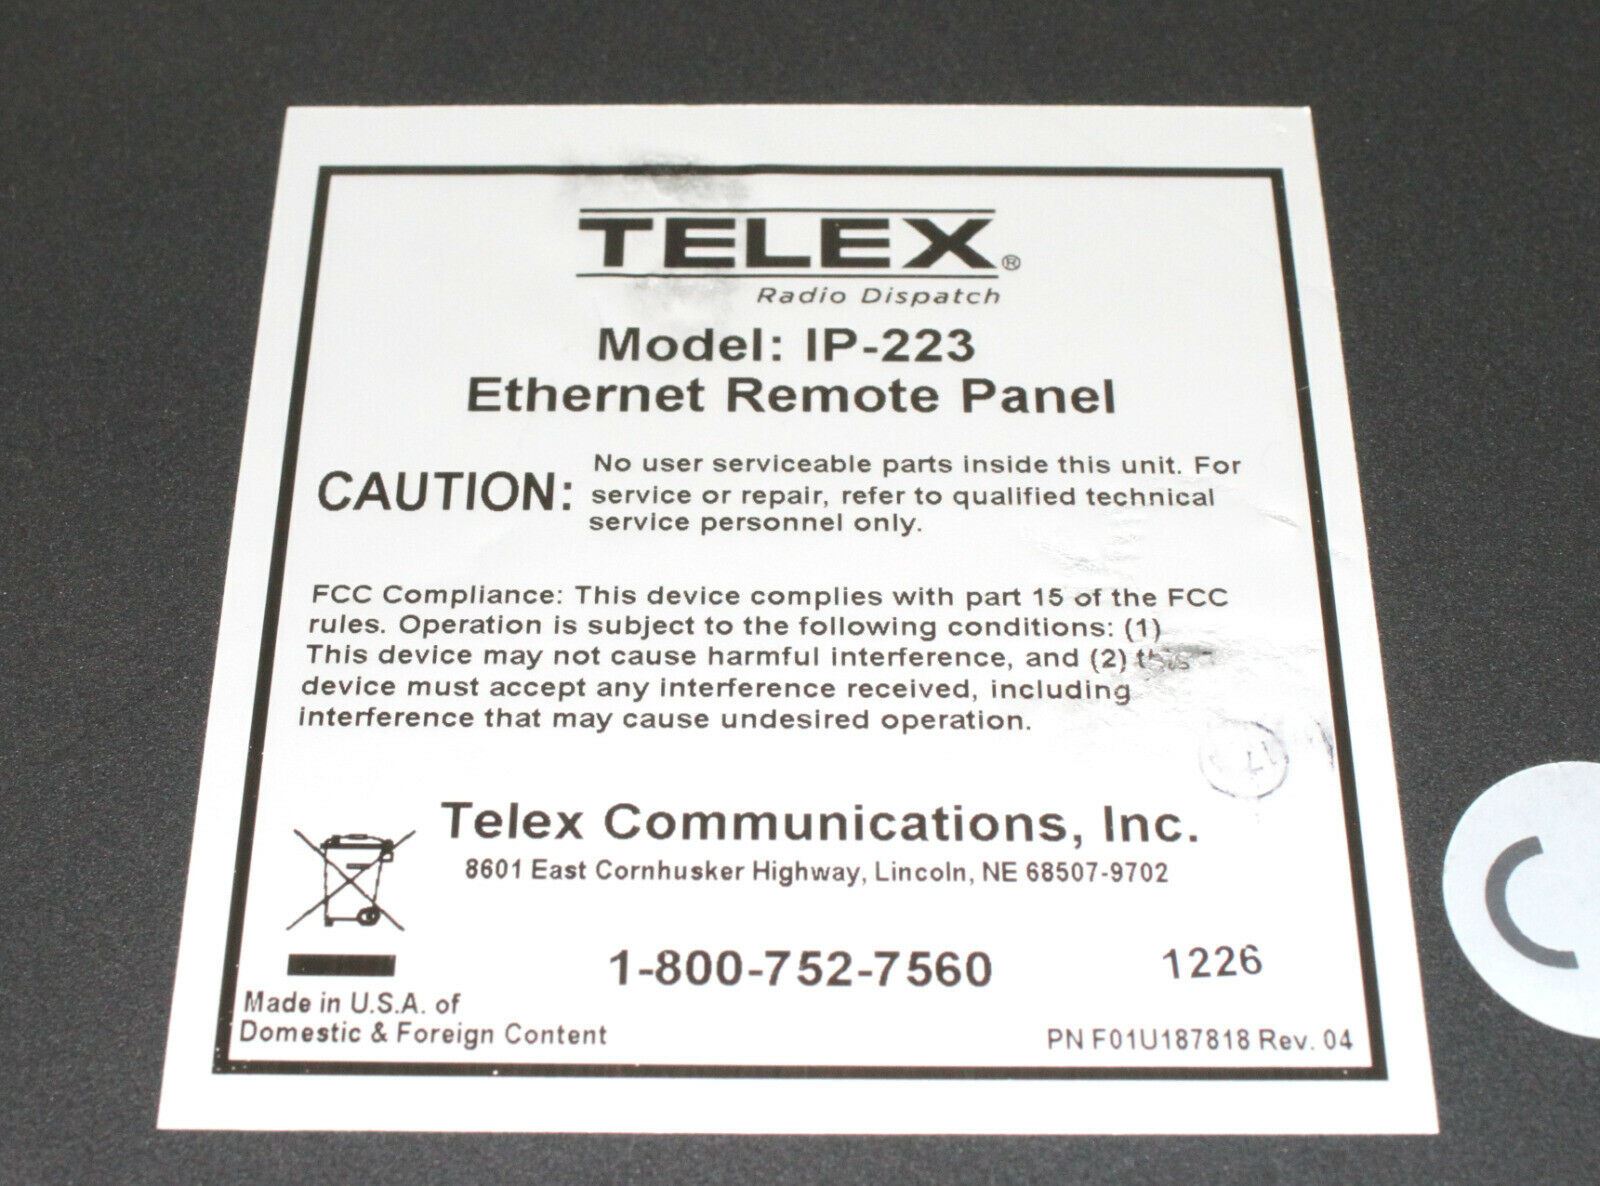 TELEX®
Radio Dispatch
Model: IP-223
Ethernet Remote Panel
CAUTION: No user serviceable parts inside this unit. For
service or repair, refer to qualified technical
service personnel only.
FCC Compliance: This device complies with part 15 of the FCC
rules. Operation is subject to the following conditions: (1)
This device may not cause harmful interference, and (2) this
device must accept any interference received, including
interference that may cause undesired operation.
17
Telex Communications, Inc.
8601 East Cornhusker Highway, Lincoln, NE 68507-9702
1-800-752-7560 1226
Made in U.S.A. of
Domestic & Foreign Content
PN F01U187818 Rev. 04